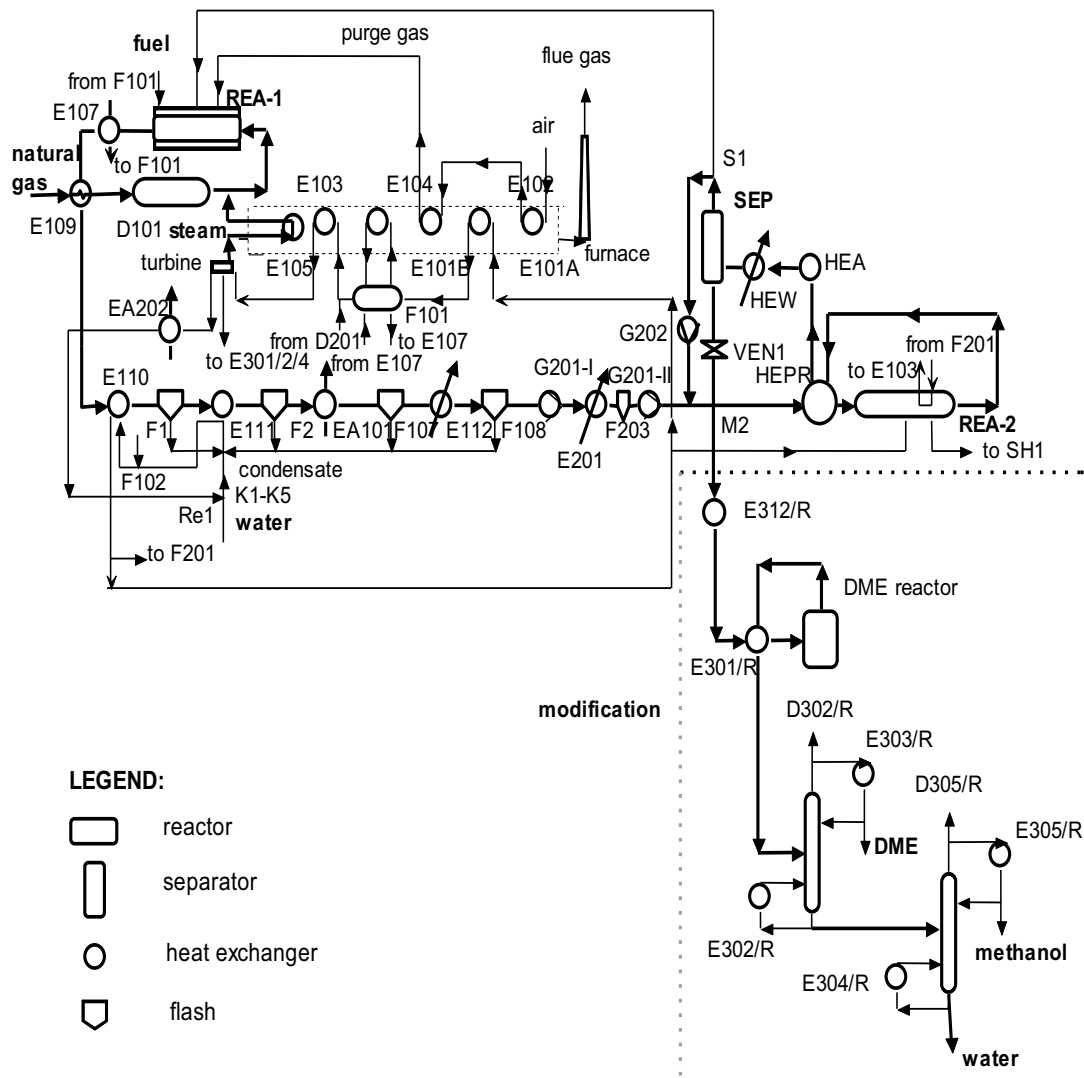 fuel
purge gas
flue gas
from F101
E107
REA-1
air
natural
gas
to F101
S1
E103
E104
E102
SEP
E109
D101
steam
furnace
HEA
turbine
E105
E101B
E101A
HEW
EA202
F101
G202
from D201
to E107
from F201
to E301/2/4
from E107
VEN1
E110
G201-I
G201-II
HEPR
to E103
F1
E111
F2
EA101
F107
E112
F108
F203
M2
REA-2
E201
to SH1
condensate
F102
K1-K5
Re1
water
E312/R
to F201
DME reactor
E301/R
modification
D302/R
E303/R
LEGEND:
D305/R
reactor
E305/R
DME
separator
E302/R
heat exchanger
methanol
E304/R
flash
water